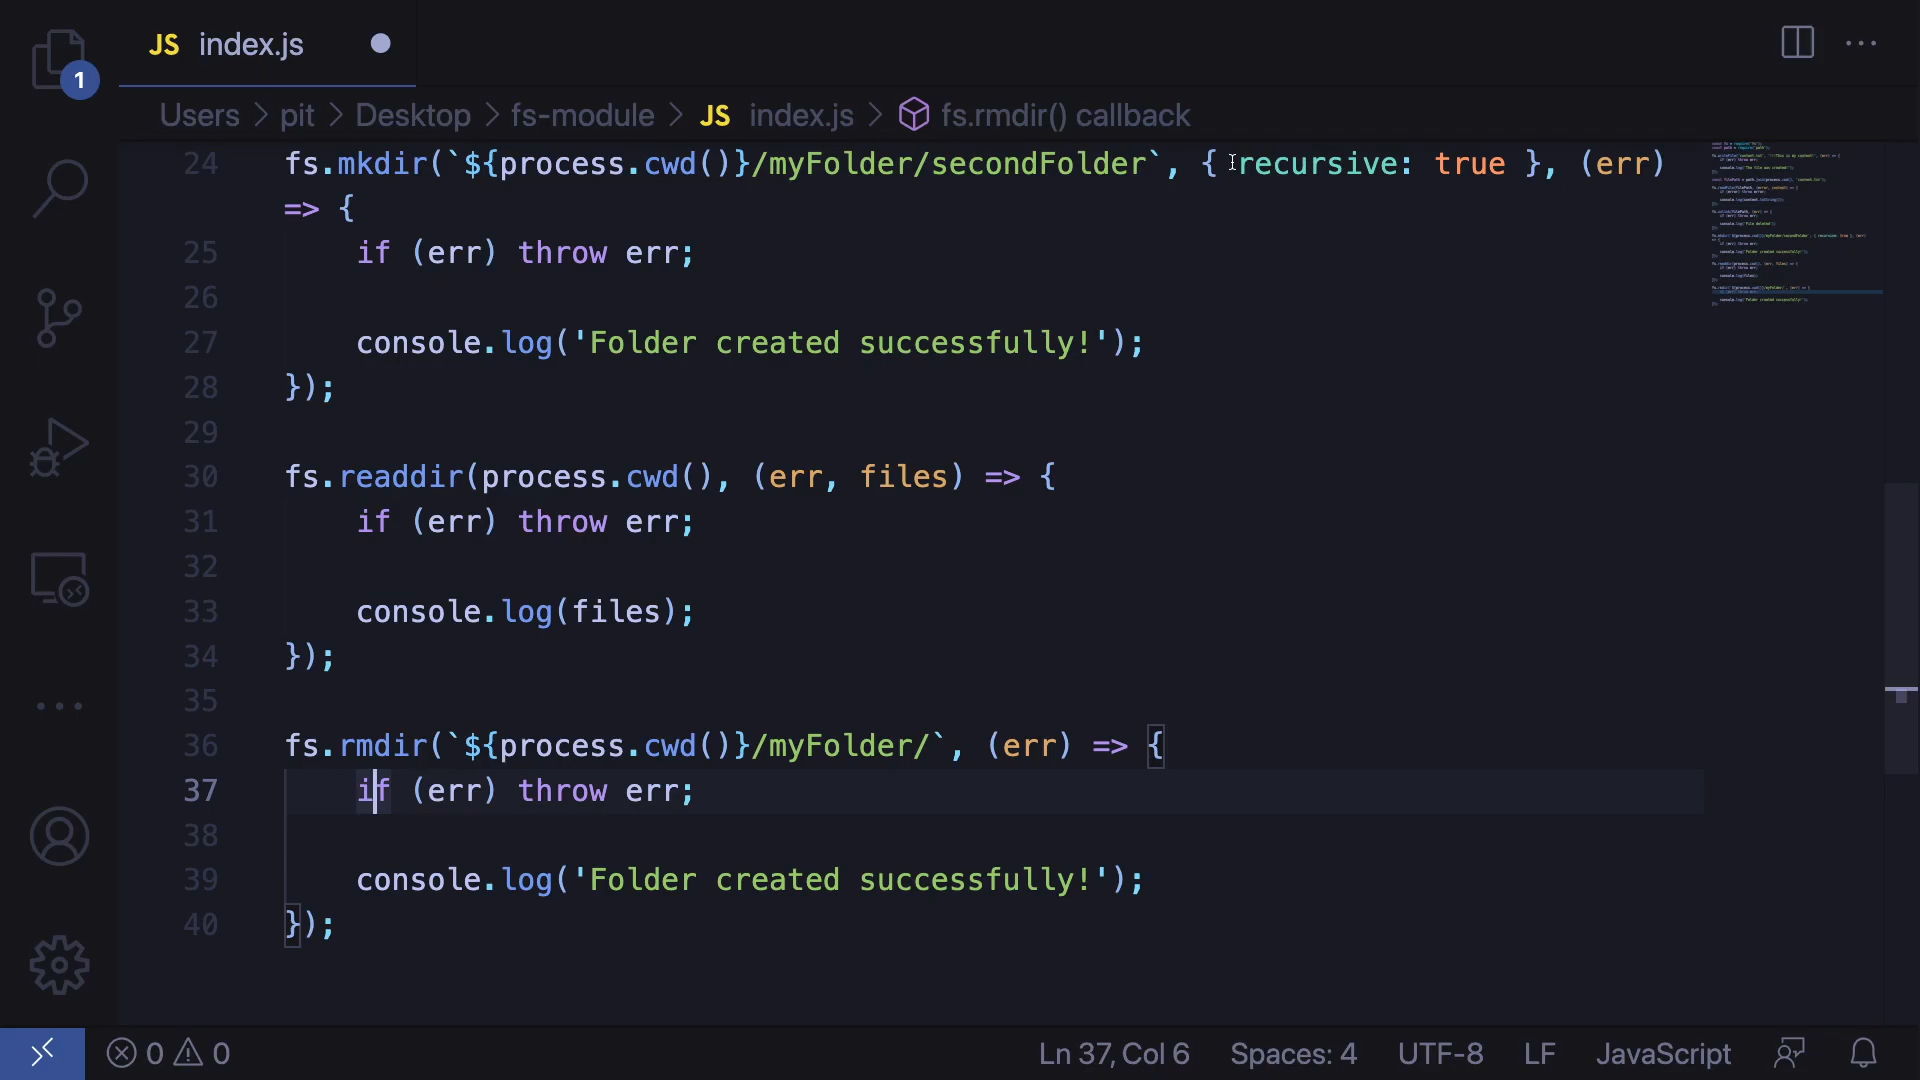 JS index.js
1
Users > pit > Desktop > fs-module > JS index.js > fs.rmdir() callback
24 fs.mkdir(`${process.cwd()}/myFolder/secondFolder`, { recursive: true }, (err)
=> {
25 if (err) throw err;
26
27 console.log('Folder created successfully!');
28 });
29
30 fs.readdir(process.cwd(), (err, files) => {
31 if (err) throw err;
32
33 console.log(files);
34 });
35
36 fs.rmdir(`${process.cwd()}/myFolder/`, (err) => {
37 if (err) throw err;
38
39 console.log('Folder created successfully!');
40 });
0 0 Ln 37, Col 6 Spaces: 4 UTF-8 LF JavaScript